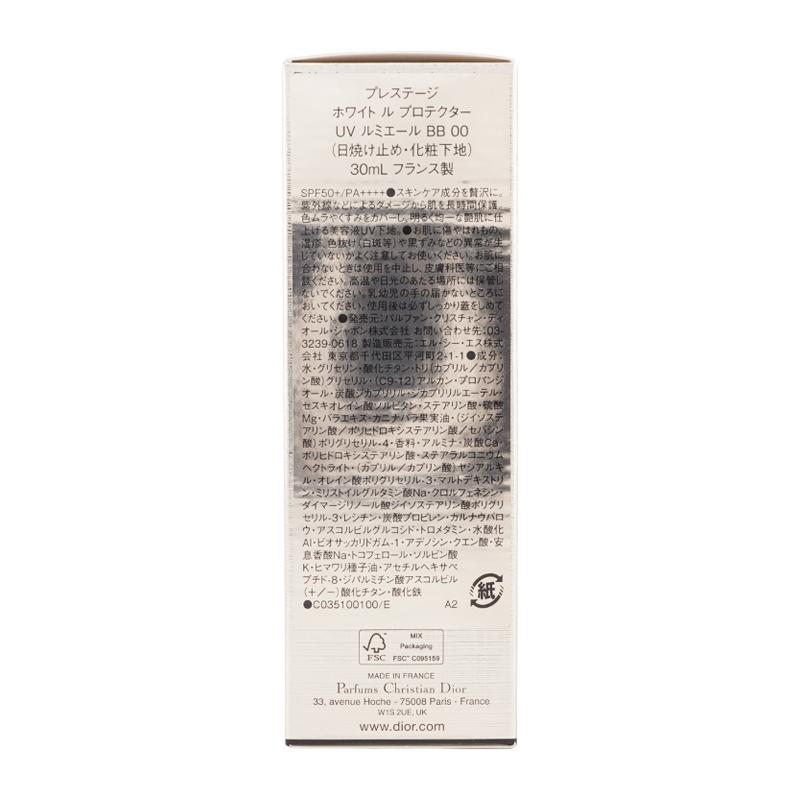 プレステージ
ホワイト ル プロテクター
UV ルミエール BB 00
(日焼け止め・化粧下地)
30mL フランス製
SPF50+/PA++++●スキンケア成分を贅沢に。
紫外線などによるダメージから肌を長時間保護。
色ムラやくすみをカバーし、明るく均一な艶肌に仕
上げる美容液UV下地。●お肌に傷やはれもの、
湿疹、色抜け(白斑等)や黒ずみなどの異常が生
じていないかよく注意してお使いください。お肌に
合わないときは使用を中止し、皮膚科医等にご相
談ください。高温や日光のあたる場所には保管し
ないでください。乳幼児の手の届かないところに
おいてください。使用後は必ずしっかり蓋をしめて
ください。●発売元:パルファン・クリスチャン・ディ
オール・ジャポン株式会社 お問い合わせ先:03-
3239-0618 製造販売元:エル・シー・エス株式
会社 東京都千代田区平河町2-1-1●成分:
水・グリセリン・酸化チタン・トリ(カプリル/カプリ
ン酸)グリセリル・(C9-12)アルカン・プロパンジ
オール・炭酸ジカプリリル・ジカプリリルエーテル・
セスキオレイン酸ソルビタン・ステアリン酸・硫酸
Mg・バラエキス・カニナバラ果実油・(ジイソステ
アリン酸/ポリヒドロキシステアリン酸/セバシン
酸)ポリグリセリル-4・香料・アルミナ・炭酸Ca・
ポリヒドロキシステアリン酸・ステアラルコニウム
ヘクトライト・(カプリル/カプリン酸)ヤシアルキ
ル・オレイン酸ポリグリセリル-3・マルトデキストリ
ン・ミリストイルグルタミン酸Na・クロルフェネシン・
ダイマージリノール酸ジイソステアリン酸ポリグリ
セリル-3・レシチン・炭酸プロピレン・カルナウバロ
ウ・アスコルビルグルコシド・トロメタミン・水酸化
Al・ビオサッカリドガム-1・アデノシン・クエン酸・安
息香酸Na・トコフェロール・ソルビン酸
K・ヒマワリ種子油・アセチルヘキサペ
プチド-8・ジパルミチン酸アスコルビル
(+/-)酸化チタン・酸化鉄
●C035100100/E A2
紙
MIX
Packaging
FSC FSC™ C095159
MADE IN FRANCE
Parfums Christian Dior
33, avenue Hoche - 75008 Paris - France
W1S 2UE, UK
www.dior.com